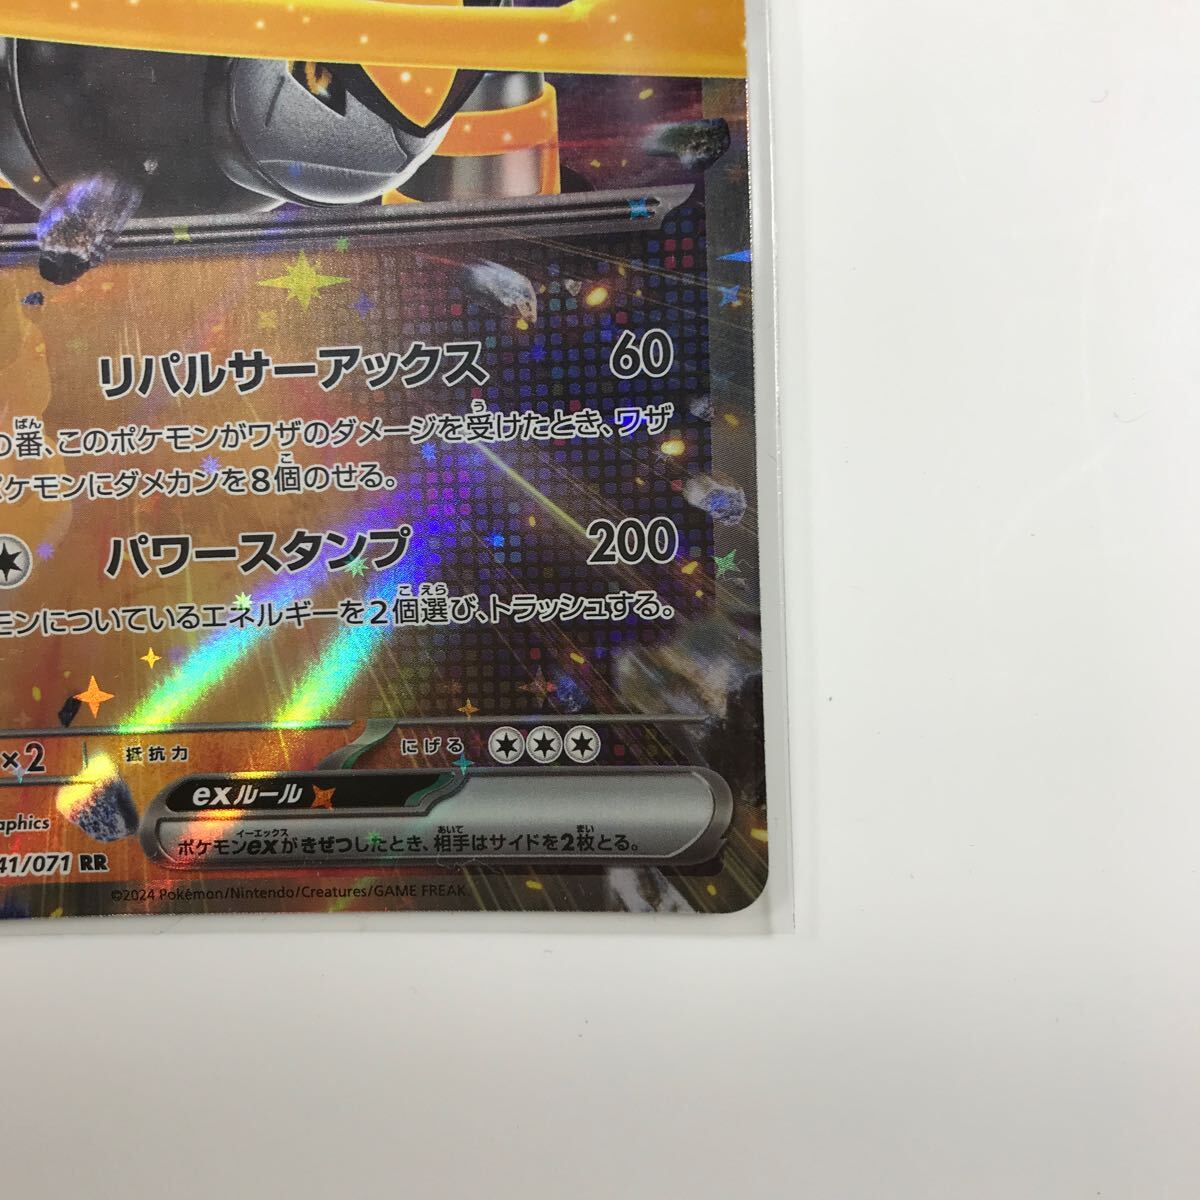 リパルサーアックス 60
の番、このポケモンがワザのダメージを受けたとき、ワザ
ポケモンにダメカンを8個のせる。
パワースタンプ 200
モンについているエネルギーを2個選び、トラッシュする。
×2 抵抗力 にげる
exルール
ポケモンexがきぜつしたとき、相手はサイドを2枚とる。
aphics
41/071 RR
©2024 Pokémon/Nintendo/Creatures/GAME FREAK